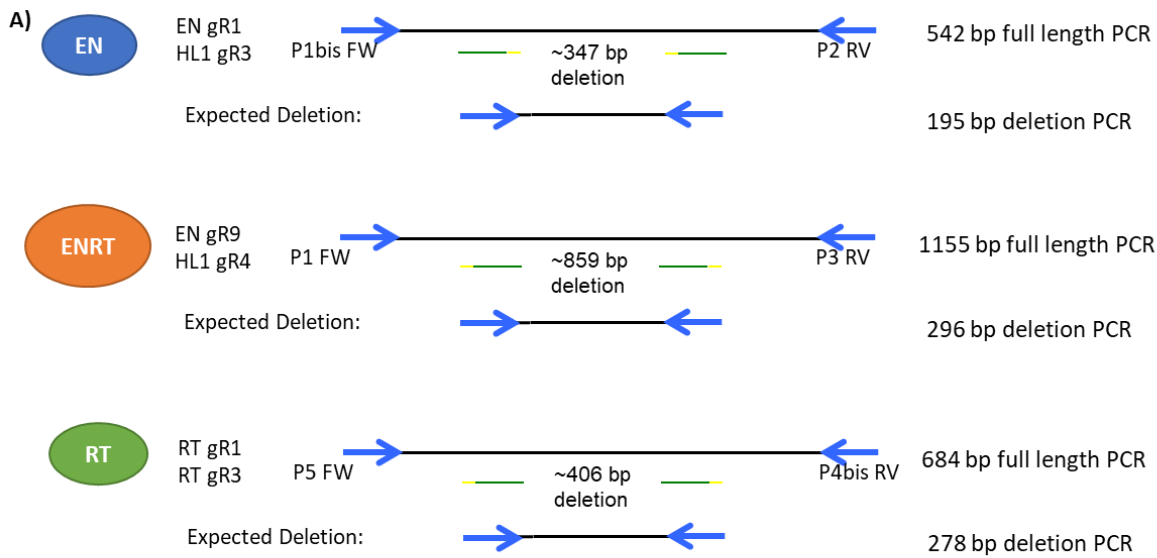 A)
EN
EN gR1
HL1 gR3
P1bis FW
~347 bp
deletion
P2 RV
542 bp full length PCR
Expected Deletion:
195 bp deletion PCR
ENRT
EN gR9
HL1 gR4
P1 FW
~859 bp
deletion
P3 RV
1155 bp full length PCR
Expected Deletion:
296 bp deletion PCR
RT
RT gR1
RT gR3
P5 FW
~406 bp
deletion
P4bis RV
684 bp full length PCR
Expected Deletion:
278 bp deletion PCR